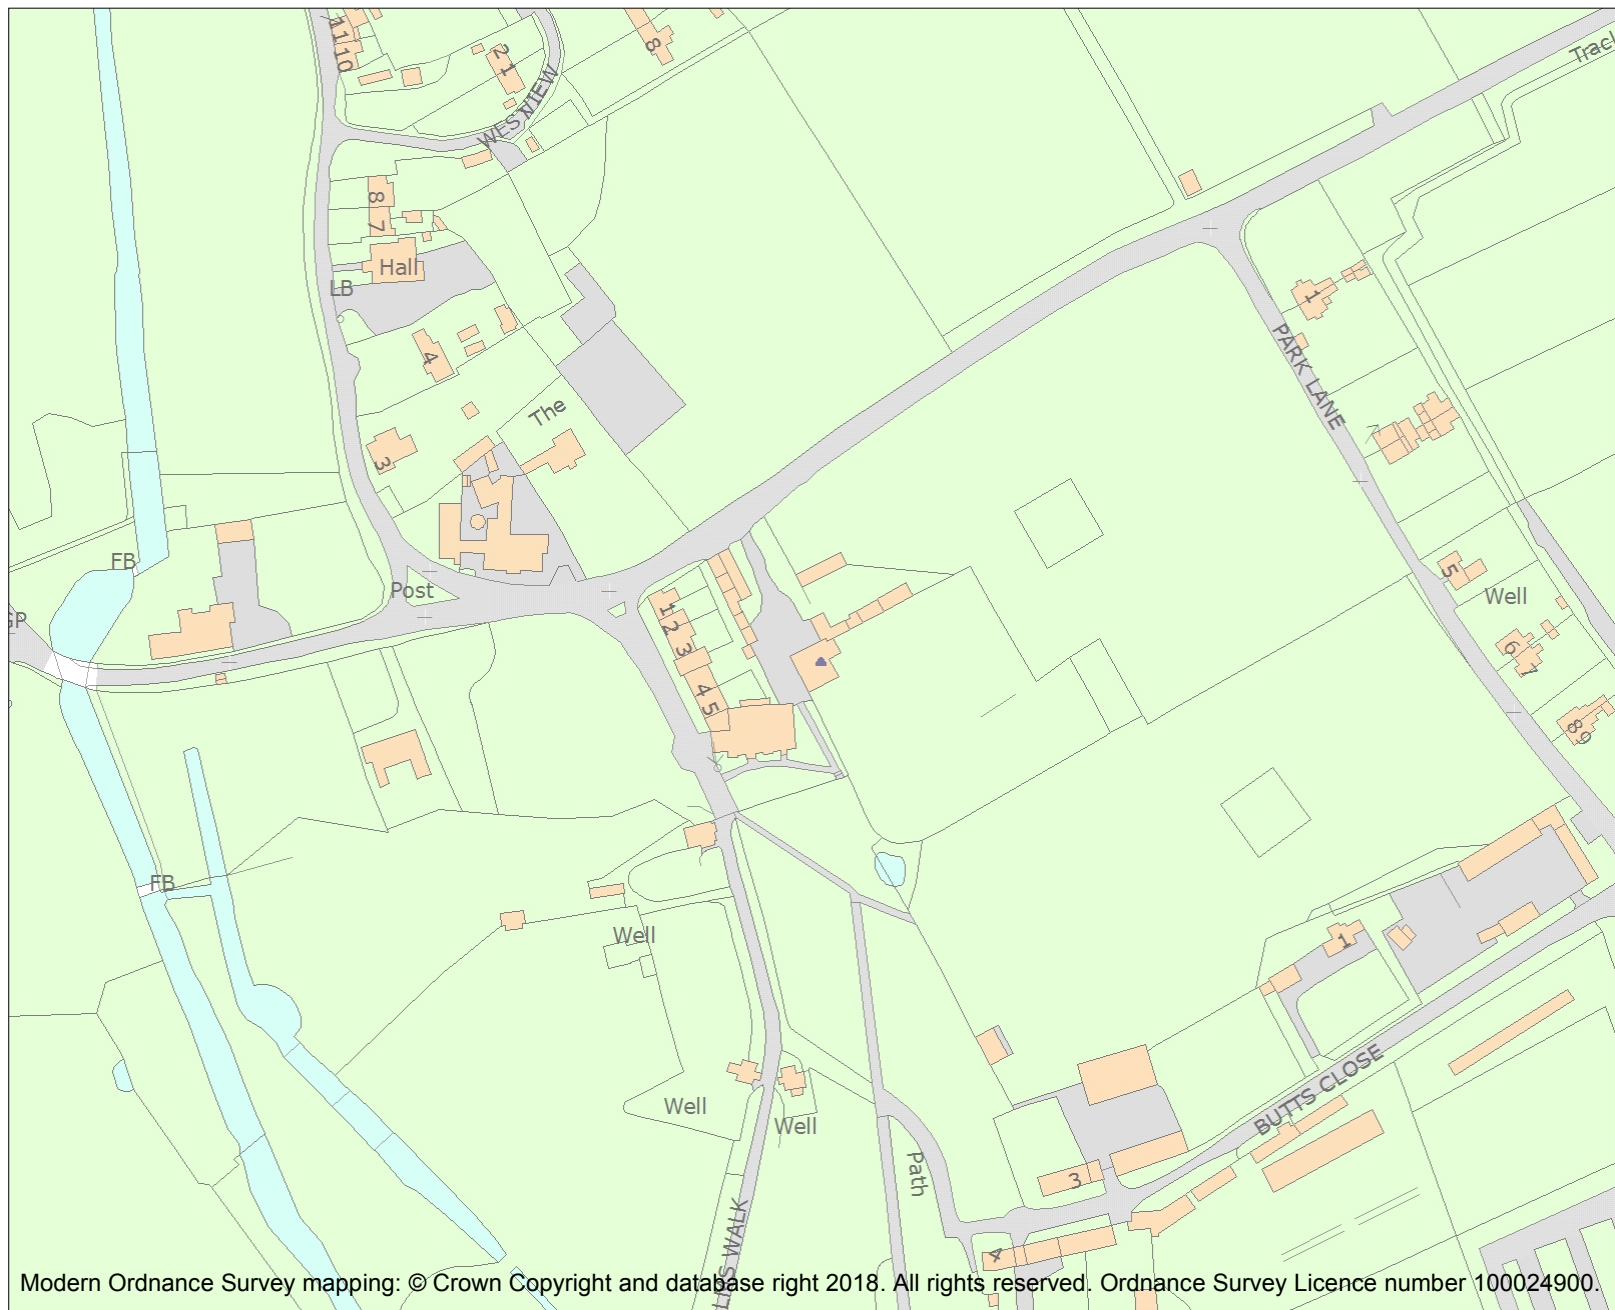 11
10
2
1
8
WEST VIEW
Track
8
7
Hall
LB
4
The
3
1
PARK LANE
FB
Post
GP
1
2
3
4
5
5
Well
6
7
8
9
FB
Well
1
Well
Well
BUTTS CLOSE
Path
3
4
WALK
Modern Ordnance Survey mapping: © Crown Copyright and database right 2018. All rights reserved. Ordnance Survey Licence number 100024900.